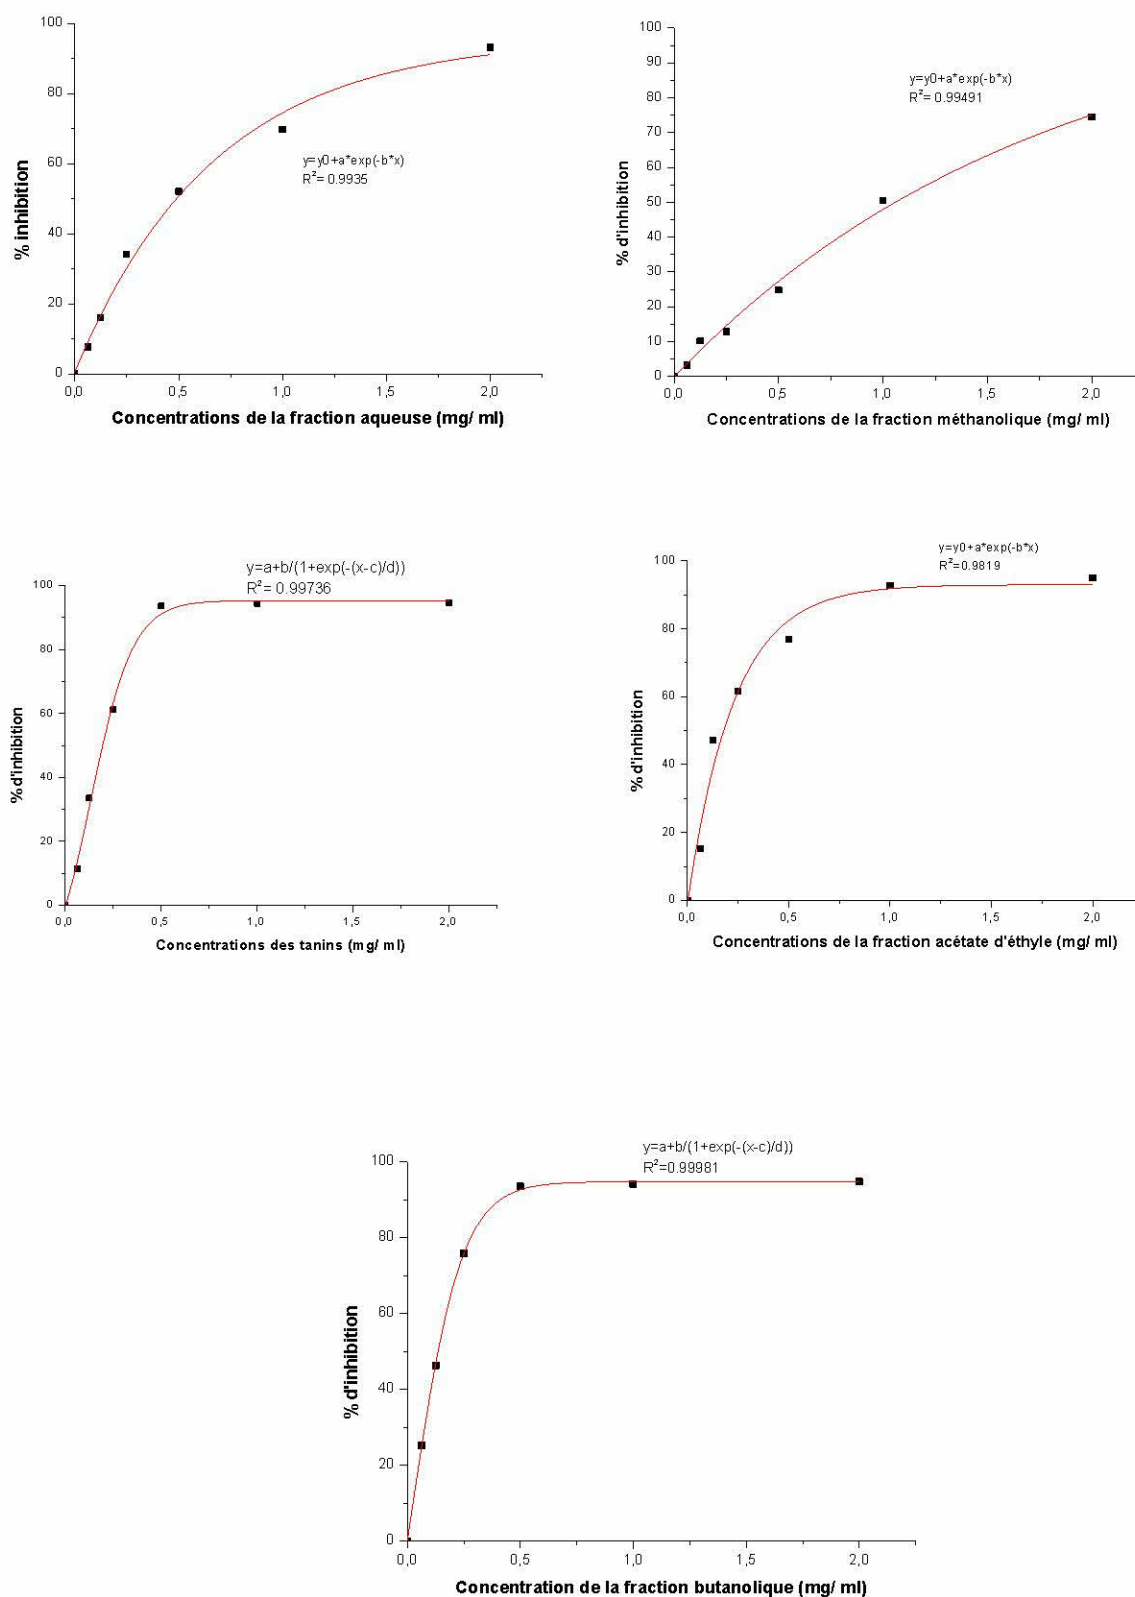 % inhibition
100
80
60
40
20
0
y=y0+a*exp(-b*x)
R²= 0.9935
0,0 0,5 1,0 1,5 2,0
Concentrations de la fraction aqueuse (mg/ ml)
% d'inhibition
100
90
80
70
60
50
40
30
20
10
0
y=y0+a*exp(-b*x)
R²= 0.99491
0,0 0,5 1,0 1,5 2,0
Concentrations de la fraction méthanolique (mg/ ml)
% d'inhibition
100
80
60
40
20
0
y=a+b/(1+exp(-(x-c)/d))
R²= 0.99736
0,0 0,5 1,0 1,5 2,0
Concentrations des tanins (mg/ ml)
% d'inhibition
100
80
60
40
20
0
y=y0+a*exp(-b*x)
R²=0.9819
0,0 0,5 1,0 1,5 2,0
Concentrations de la fraction acétate d'éthyle (mg/ ml)
% d'inhibition
100
80
60
40
20
0
y=a+b/(1+exp(-(x-c)/d))
R²=0.99981
0,0 0,5 1,0 1,5 2,0
Concentration de la fraction butanolique (mg/ ml)